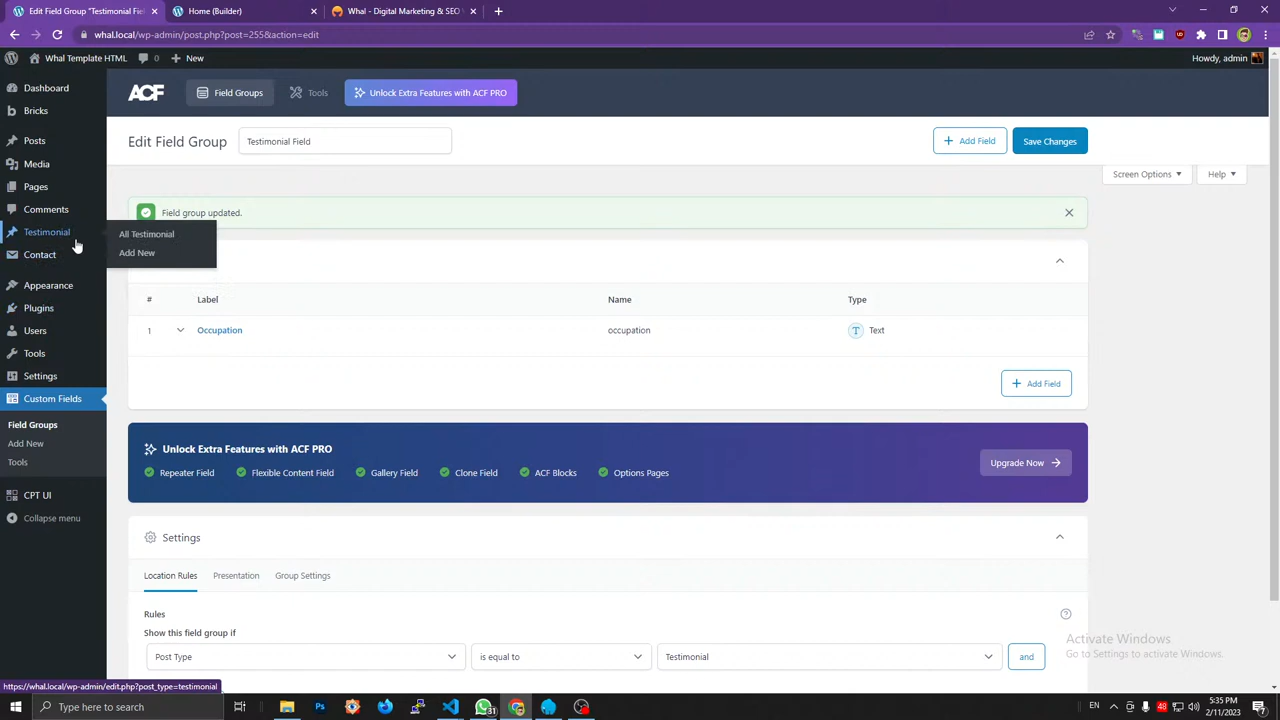 Edit Field Group "Testimonial Fi
Home (Builder)
Whal - Digital Marketing & SEO
whal.local/wp-admin/post.php?post=255&action=edit
Whal Template HTML
0
New
Howdy, admin
Dashboard
Bricks
Posts
Media
Pages
Comments
Testimonial
All Testimonial
Add New
Contact
Appearance
Plugins
Users
Tools
Settings
Custom Fields
Field Groups
Add New
Tools
CPT UI
Collapse menu
ACF
Field Groups
Tools
Unlock Extra Features with ACF PRO
Edit Field Group
Testimonial Field
Add Field
Save Changes
Screen Options
Help
Field group updated.
# Label Name Type
1 Occupation occupation Text
Add Field
Unlock Extra Features with ACF PRO
Repeater Field Flexible Content Field Gallery Field Clone Field ACF Blocks Options Pages
Upgrade Now
Settings
Location Rules Presentation Group Settings
Rules
Show this field group if
Post Type is equal to Testimonial and
Activate Windows
Go to Settings to activate Windows.
https://whal.local/wp-admin/edit.php?post_type=testimonial
Type here to search
31
EN
48
5:35 PM
2/11/2023